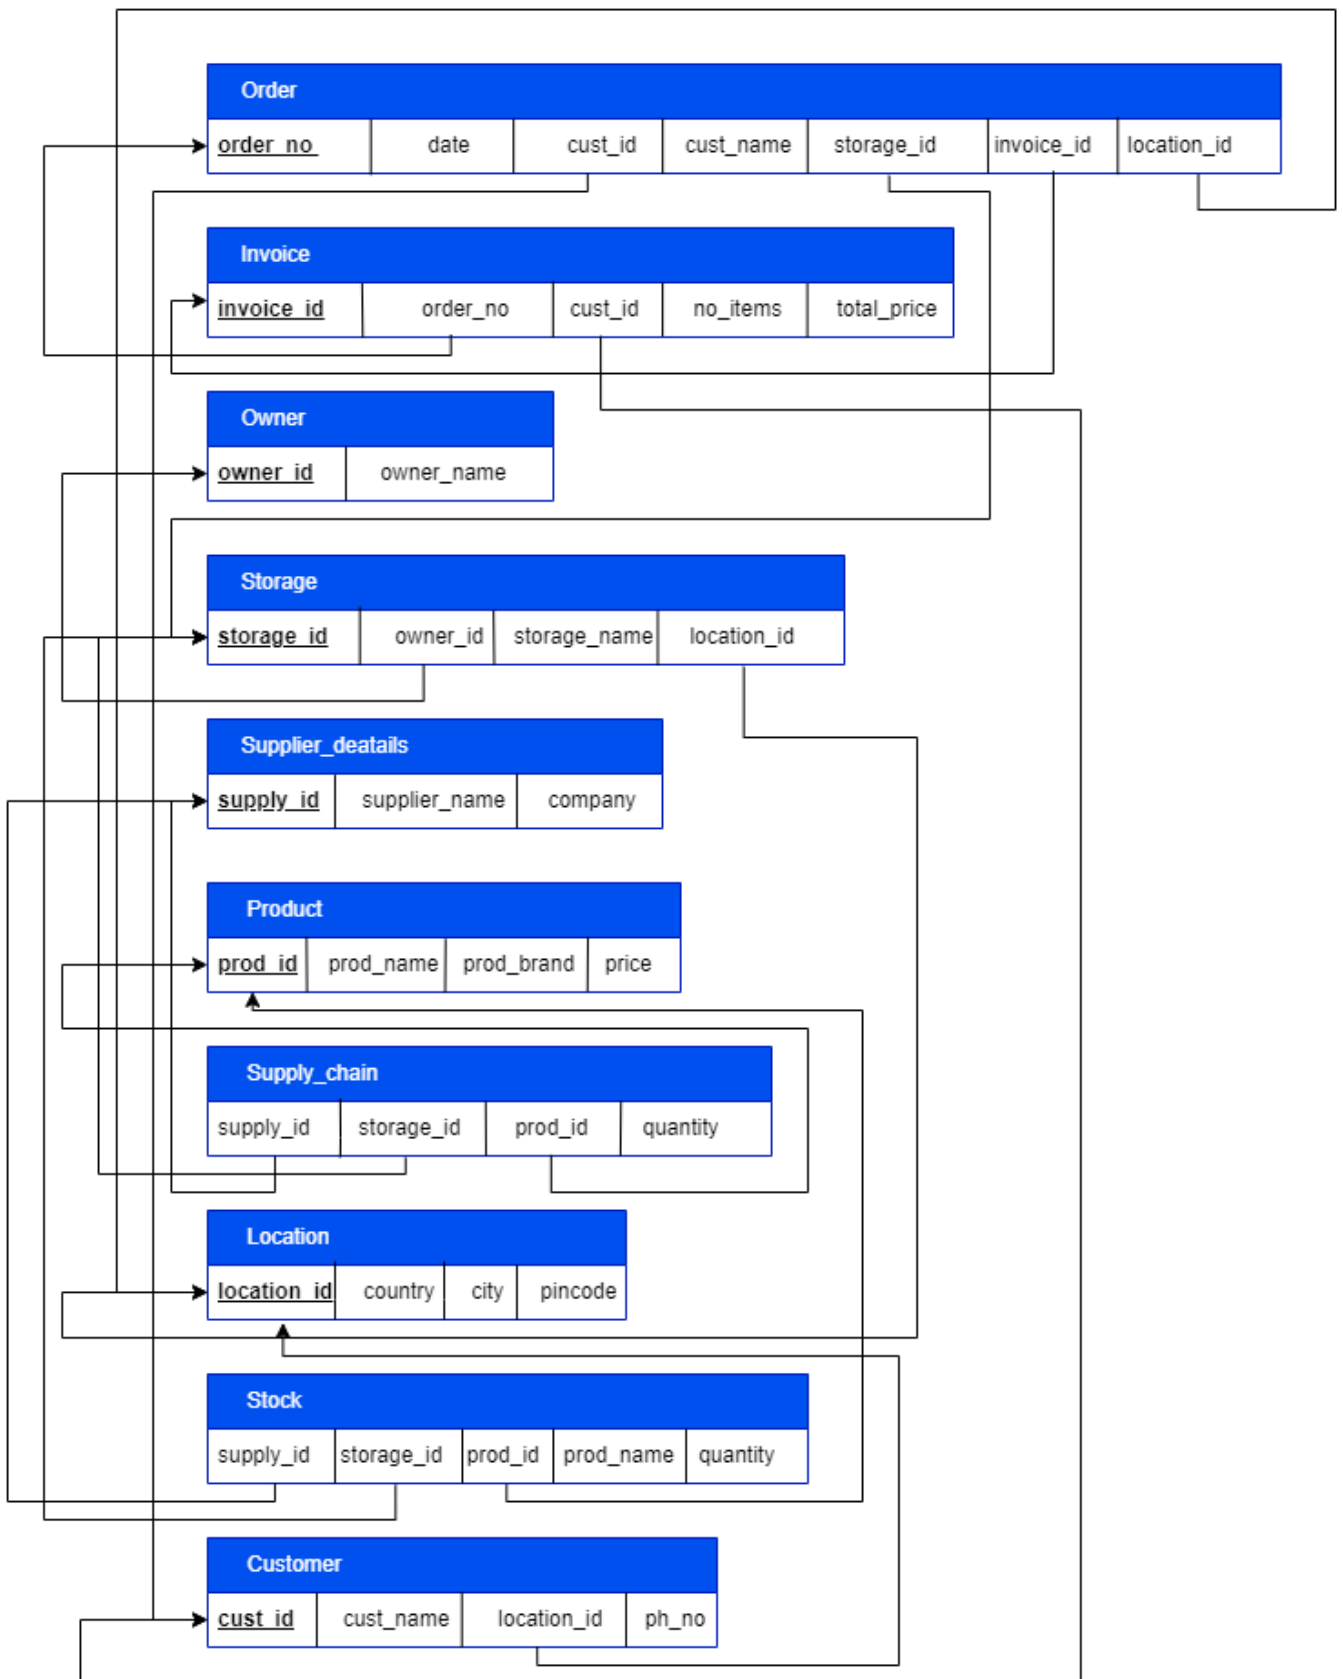 Order
order_no date cust_id cust_name storage_id invoice_id location_id
Invoice
invoice_id order_no cust_id no_items total_price
Owner
owner_id owner_name
Storage
storage_id owner_id storage_name location_id
Supplier_deatails
supply_id supplier_name company
Product
prod_id prod_name prod_brand price
Supply_chain
supply_id storage_id prod_id quantity
Location
location_id country city pincode
Stock
supply_id storage_id prod_id prod_name quantity
Customer
cust_id cust_name location_id ph_no